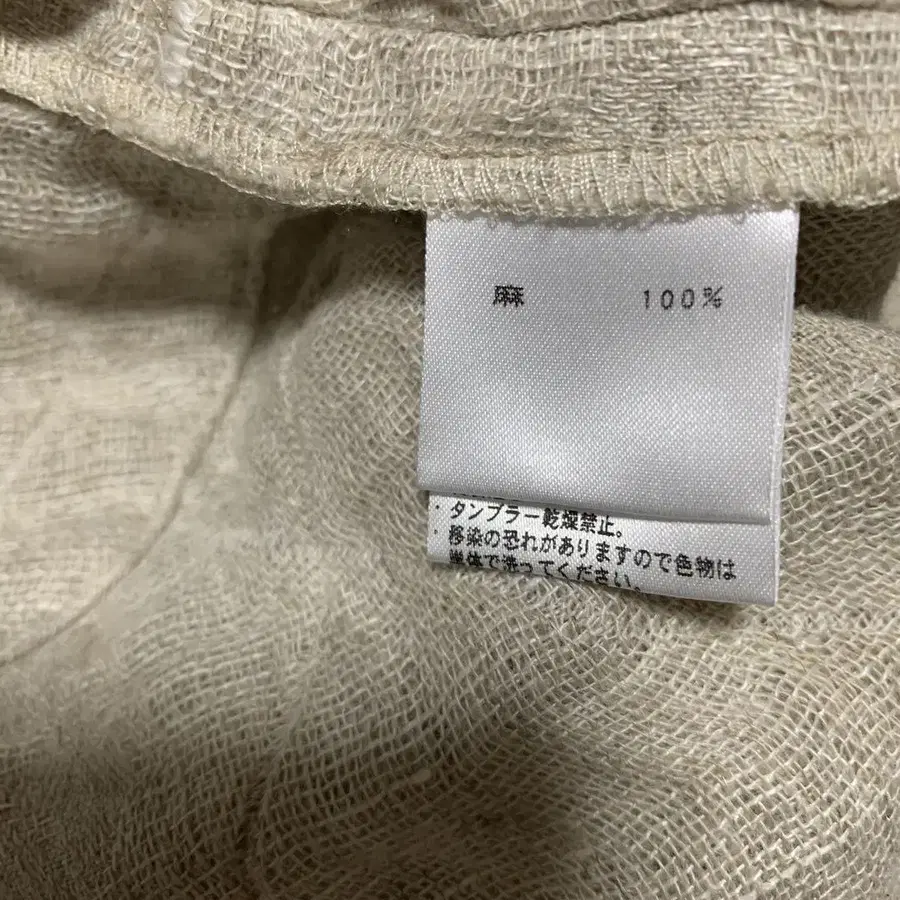 麻 100%
・タンブラー乾燥禁止。
・移染の恐れがありますので色物は
単体で洗ってください。